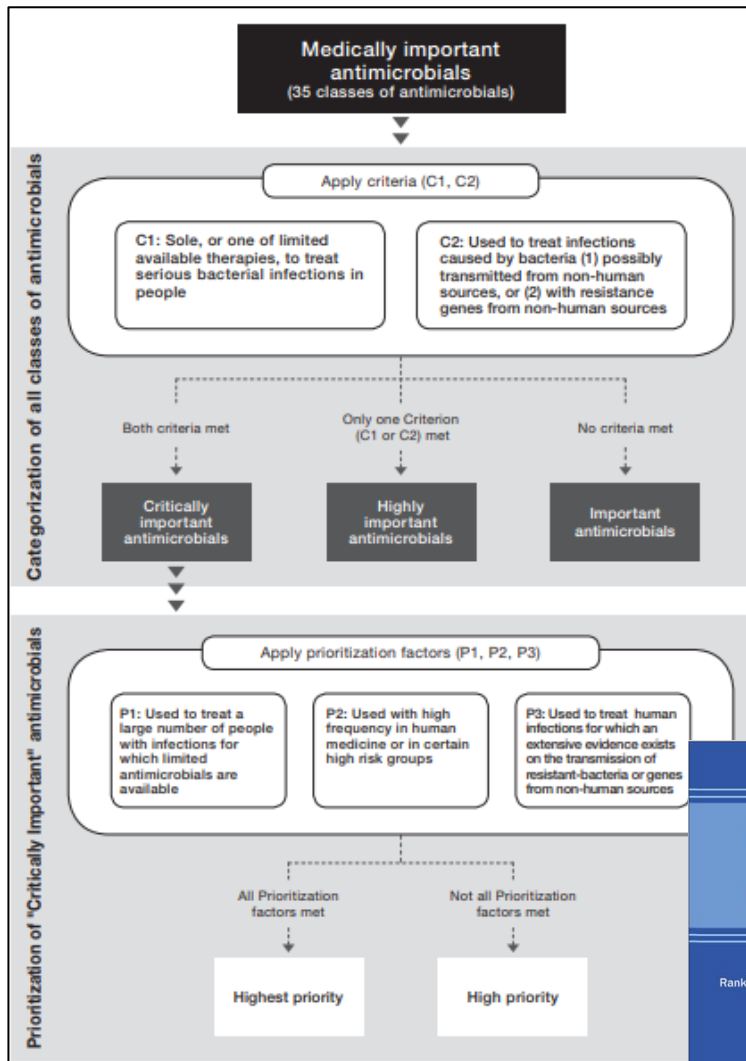 Medically important
antimicrobials
(35 classes of antimicrobials)
Categorization of all classes of antimicrobials
Apply criteria (C1, C2)
C1: Sole, or one of limited
available therapies, to treat
serious bacterial infections in
people
C2: Used to treat infections
caused by bacteria (1) possibly
transmitted from non-human
sources, or (2) with resistance
genes from non-human sources
Both criteria met
Only one Criterion
(C1 or C2) met
No criteria met
Critically
important
antimicrobials
Highly
important
antimicrobials
Important
antimicrobials
Prioritization of "Critically Important" antimicrobials
Apply prioritization factors (P1, P2, P3)
P1: Used to treat a
large number of people
with infections for
which limited
antimicrobials are
available
P2: Used with high
frequency in human
medicine or in certain
high risk groups
P3: Used to treat human
infections for which an
extensive evidence exists
on the transmission of
resistant-bacteria or genes
from non-human sources
All Prioritization
factors met
Not all Prioritization
factors met
Highest priority
High priority
Rank